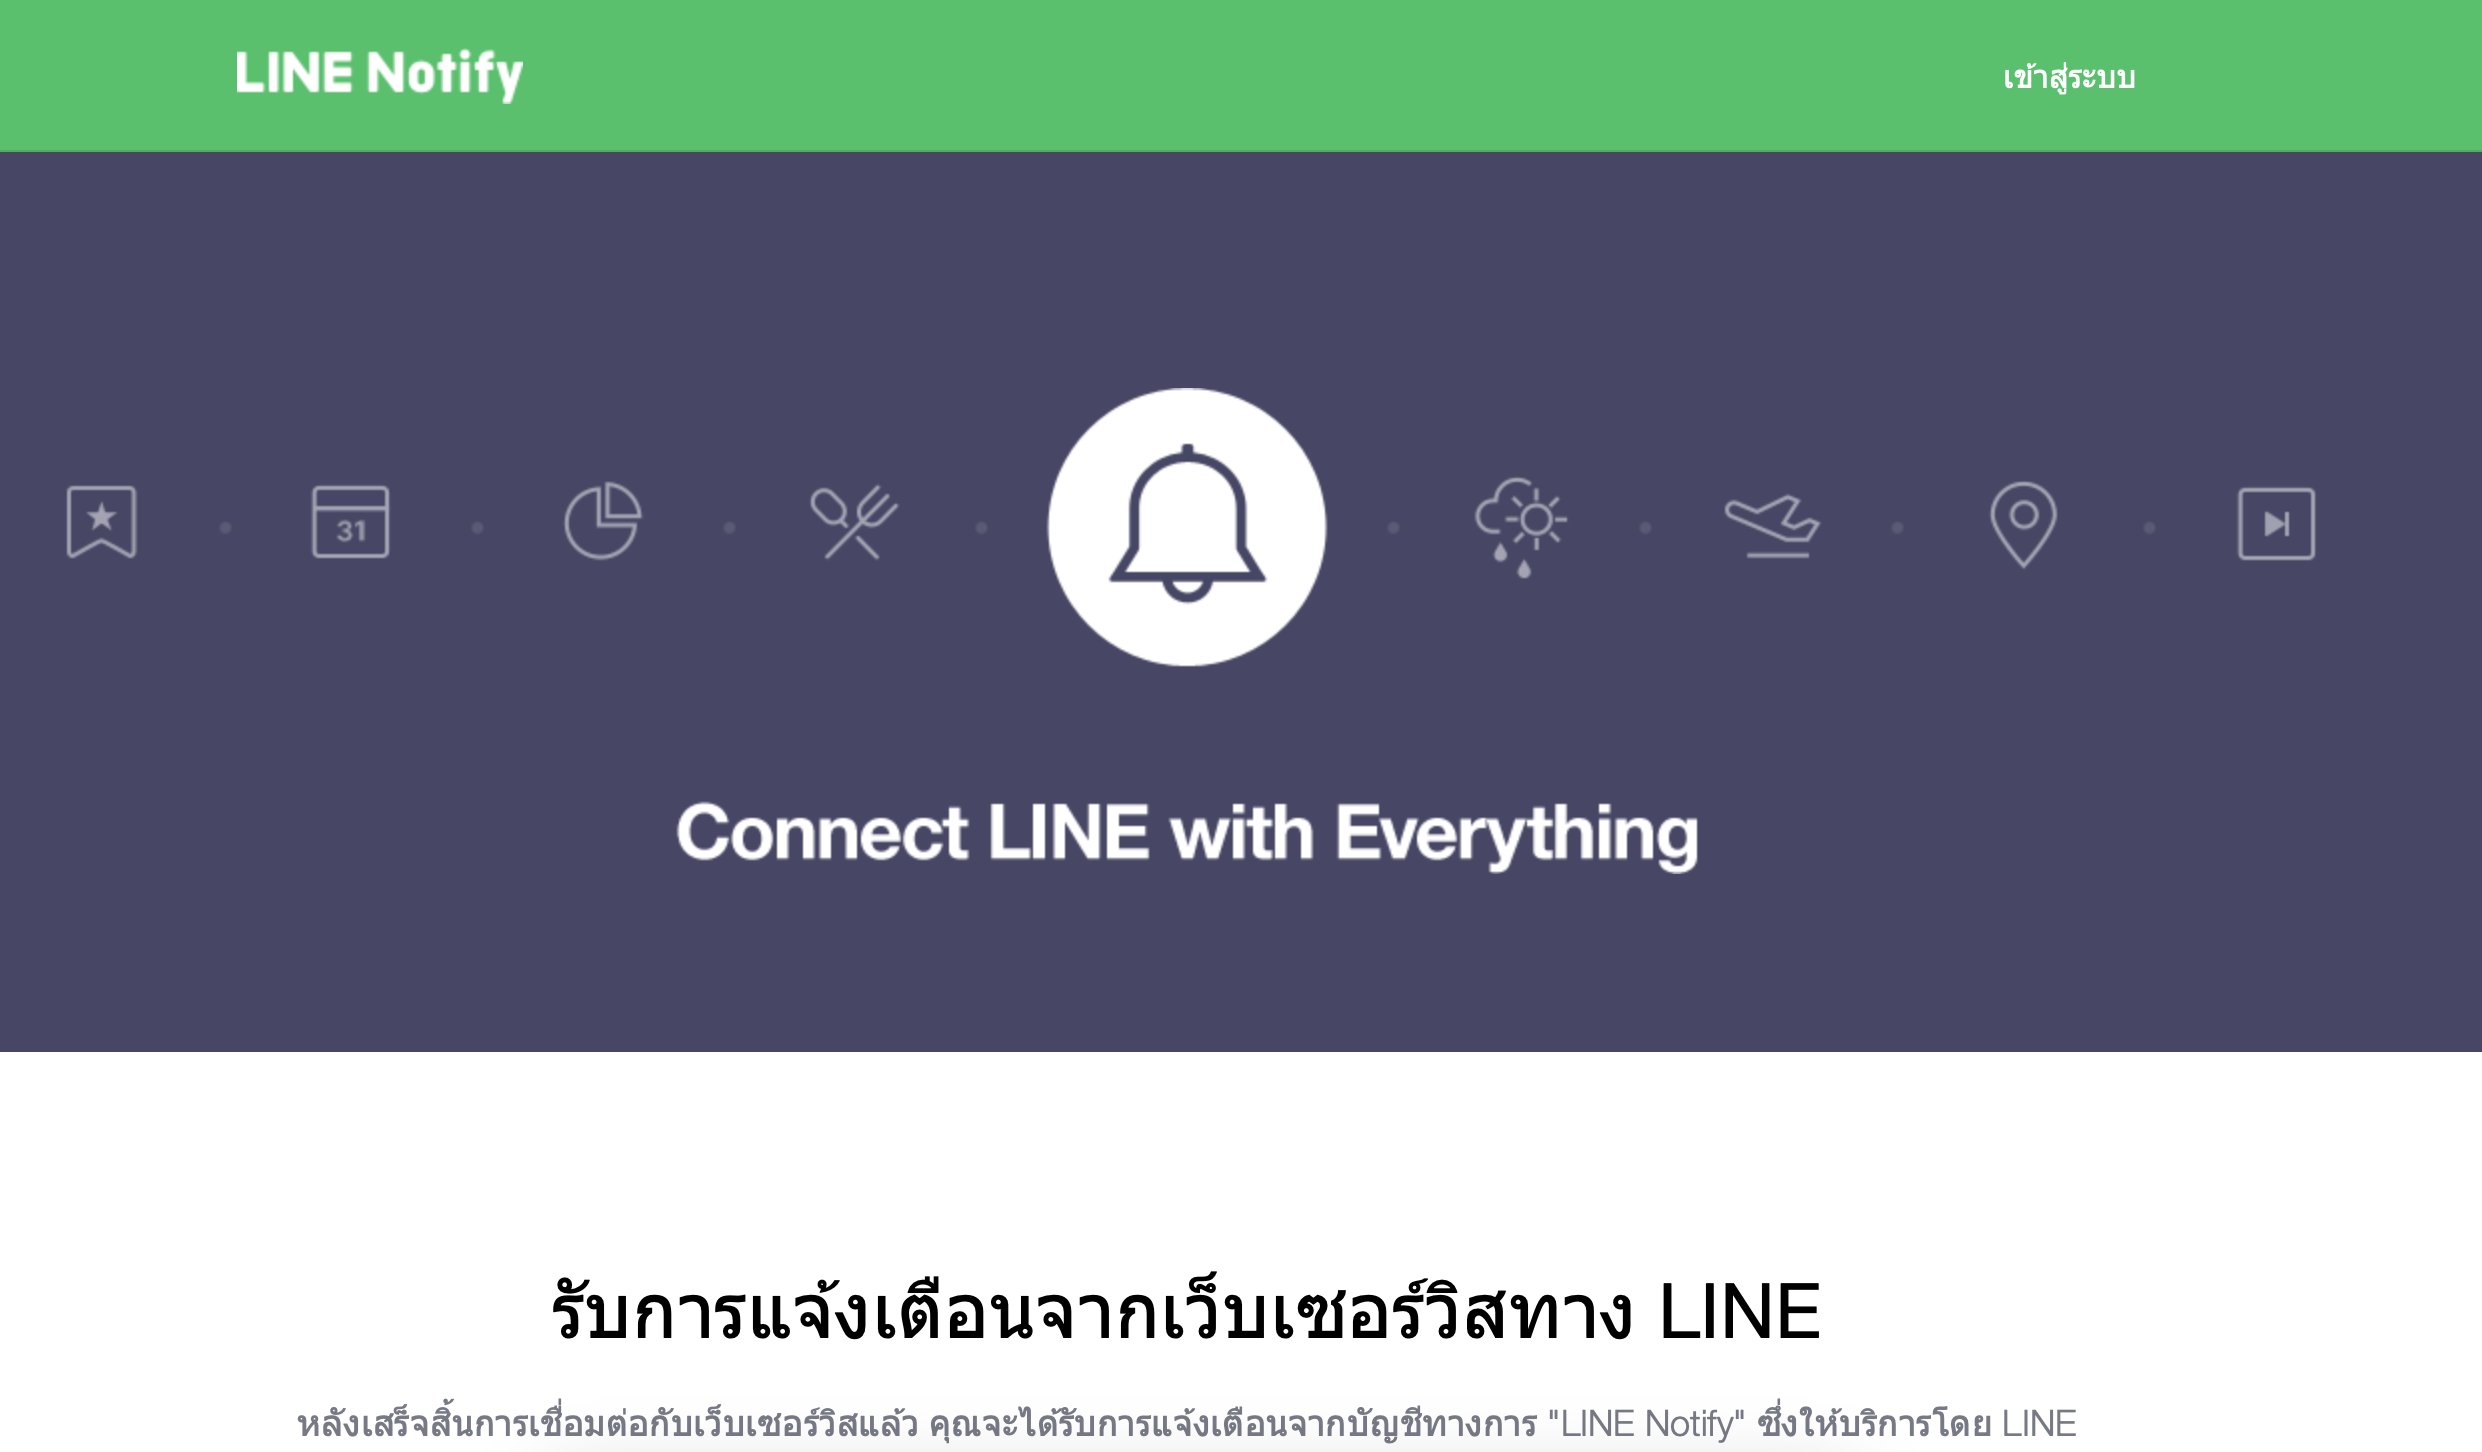 LINE Notify
เข้าสู่ระบบ
31
Connect LINE with Everything
รับการแจ้งเตือนจากเว็บเซอร์วิสทาง LINE
หลังเสร็จสิ้นการเชื่อมต่อกับเว็บเซอร์วิสแล้ว คุณจะได้รับการแจ้งเตือนจากบัญชีทางการ "LINE Notify" ซึ่งให้บริการโดย LINE